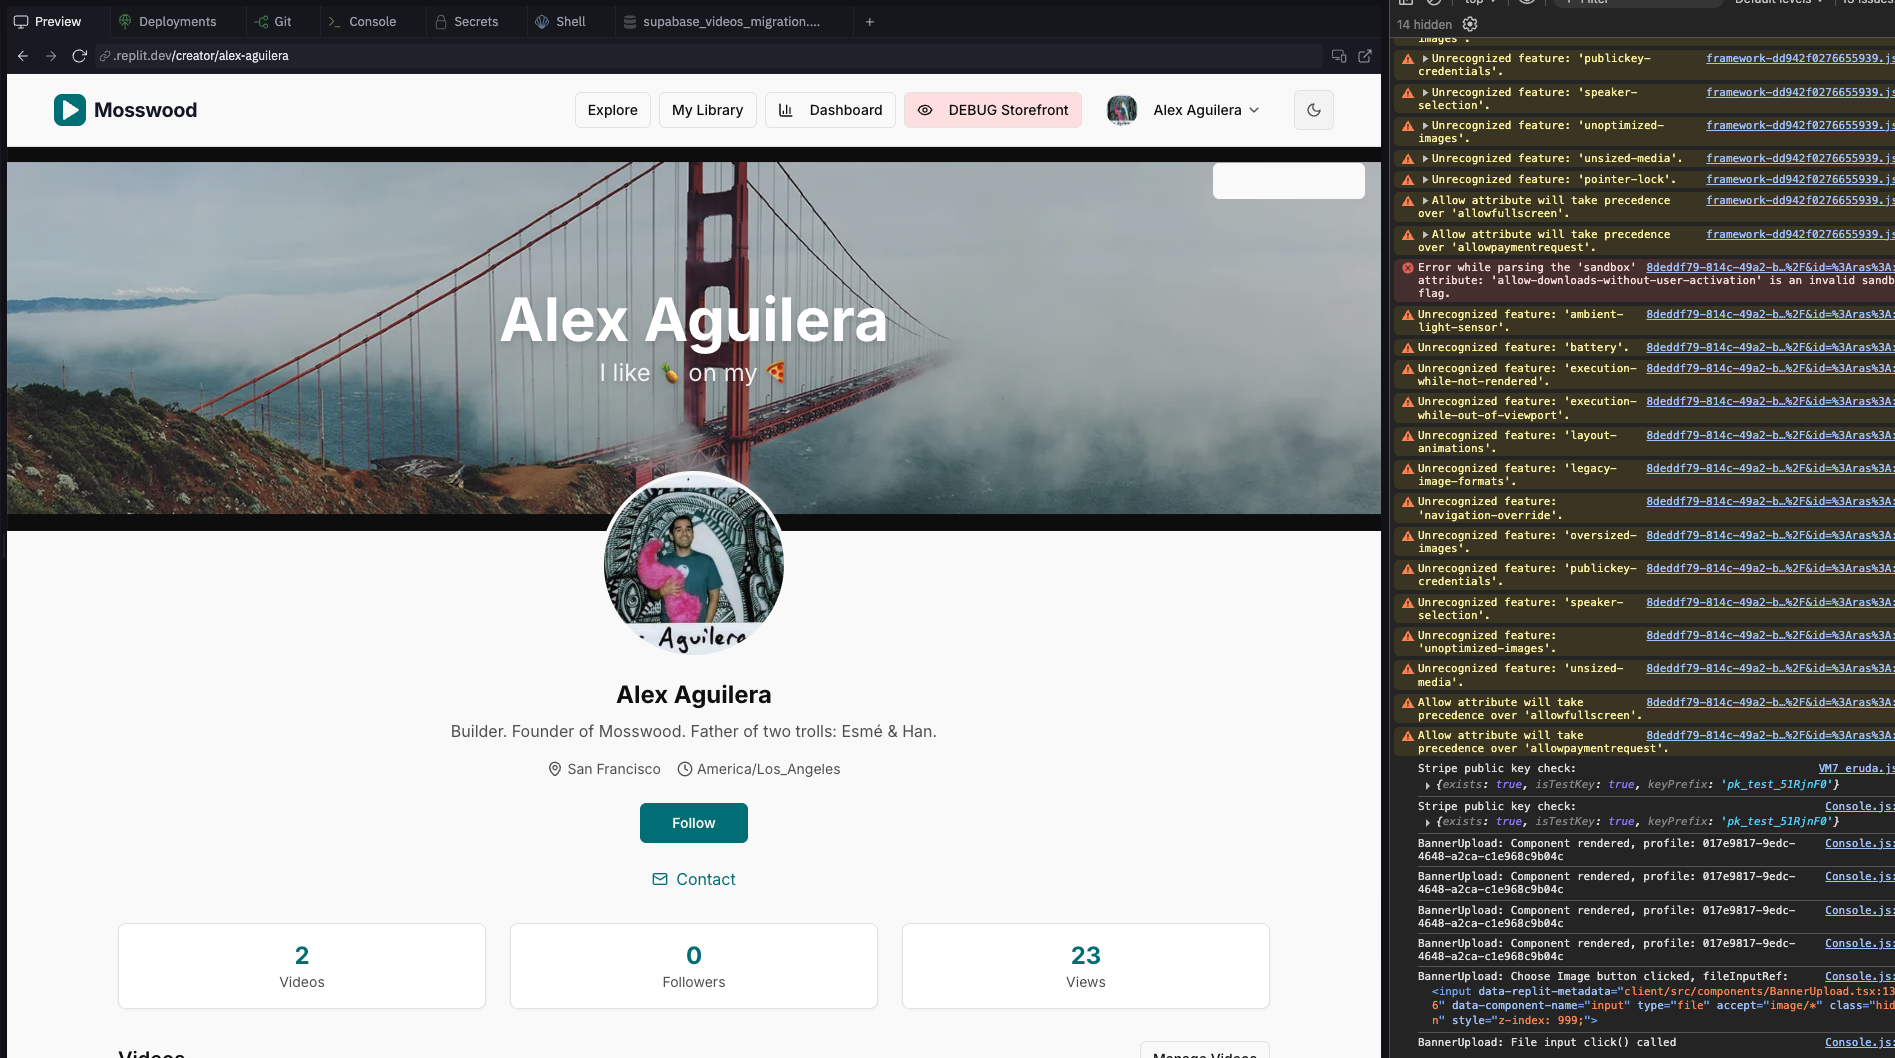 Preview
Deployments
Git
Console
Secrets
Shell
supabase_videos_migration....
.replit.dev/creator/alex-aguilera
Mosswood
Explore
My Library
Dashboard
DEBUG Storefront
Alex Aguilera
Alex Aguilera
I like 🍍 on my 🍕
Aguilera
Alex Aguilera
Builder. Founder of Mosswood. Father of two trolls: Esmé & Han.
San Francisco
America/Los_Angeles
Follow
Contact
2
Videos
0
Followers
23
Views
Videos
Manage Videos
top
Filter
Default levels
14 hidden
images'.
Unrecognized feature: 'publickey-
credentials'.
framework-dd942f0276655939.js
Unrecognized feature: 'speaker-
selection'.
framework-dd942f0276655939.js
Unrecognized feature: 'unoptimized-
images'.
framework-dd942f0276655939.js
Unrecognized feature: 'unsized-media'.
framework-dd942f0276655939.js
Unrecognized feature: 'pointer-lock'.
framework-dd942f0276655939.js
Allow attribute will take precedence
over 'allowfullscreen'.
framework-dd942f0276655939.js
Allow attribute will take precedence
over 'allowpaymentrequest'.
framework-dd942f0276655939.js
Error while parsing the 'sandbox'
8deddf79-814c-49a2-b…%2F&id=%3Aras%3A:
attribute: 'allow-downloads-without-user-activation' is an invalid sandb
flag.
Unrecognized feature: 'ambient-
light-sensor'.
8deddf79-814c-49a2-b…%2F&id=%3Aras%3A:
Unrecognized feature: 'battery'.
8deddf79-814c-49a2-b…%2F&id=%3Aras%3A:
Unrecognized feature: 'execution-
while-not-rendered'.
8deddf79-814c-49a2-b…%2F&id=%3Aras%3A:
Unrecognized feature: 'execution-
while-out-of-viewport'.
8deddf79-814c-49a2-b…%2F&id=%3Aras%3A:
Unrecognized feature: 'layout-
animations'.
8deddf79-814c-49a2-b…%2F&id=%3Aras%3A:
Unrecognized feature: 'legacy-
image-formats'.
8deddf79-814c-49a2-b…%2F&id=%3Aras%3A:
Unrecognized feature:
'navigation-override'.
8deddf79-814c-49a2-b…%2F&id=%3Aras%3A:
Unrecognized feature: 'oversized-
images'.
8deddf79-814c-49a2-b…%2F&id=%3Aras%3A:
Unrecognized feature: 'publickey-
credentials'.
8deddf79-814c-49a2-b…%2F&id=%3Aras%3A:
Unrecognized feature: 'speaker-
selection'.
8deddf79-814c-49a2-b…%2F&id=%3Aras%3A:
Unrecognized feature:
'unoptimized-images'.
8deddf79-814c-49a2-b…%2F&id=%3Aras%3A:
Unrecognized feature: 'unsized-
media'.
8deddf79-814c-49a2-b…%2F&id=%3Aras%3A:
Allow attribute will take
precedence over 'allowfullscreen'.
8deddf79-814c-49a2-b…%2F&id=%3Aras%3A:
Allow attribute will take
precedence over 'allowpaymentrequest'.
8deddf79-814c-49a2-b…%2F&id=%3Aras%3A:
Stripe public key check:
VM7 eruda.js
{exists: true, isTestKey: true, keyPrefix: 'pk_test_51RjnF0'}
Stripe public key check:
Console.js:
{exists: true, isTestKey: true, keyPrefix: 'pk_test_51RjnF0'}
BannerUpload: Component rendered, profile: 017e9817-9edc-
4648-a2ca-c1e968c9b04c
Console.js:
BannerUpload: Component rendered, profile: 017e9817-9edc-
4648-a2ca-c1e968c9b04c
Console.js:
BannerUpload: Component rendered, profile: 017e9817-9edc-
4648-a2ca-c1e968c9b04c
Console.js:
BannerUpload: Component rendered, profile: 017e9817-9edc-
4648-a2ca-c1e968c9b04c
Console.js:
BannerUpload: Choose Image button clicked, fileInputRef:
Console.js:
<input data-replit-metadata="client/src/components/BannerUpload.tsx:13
6" data-component-name="input" type="file" accept="image/*" class="hid
n" style="z-index: 999;">
BannerUpload: File input click() called
Console.js: